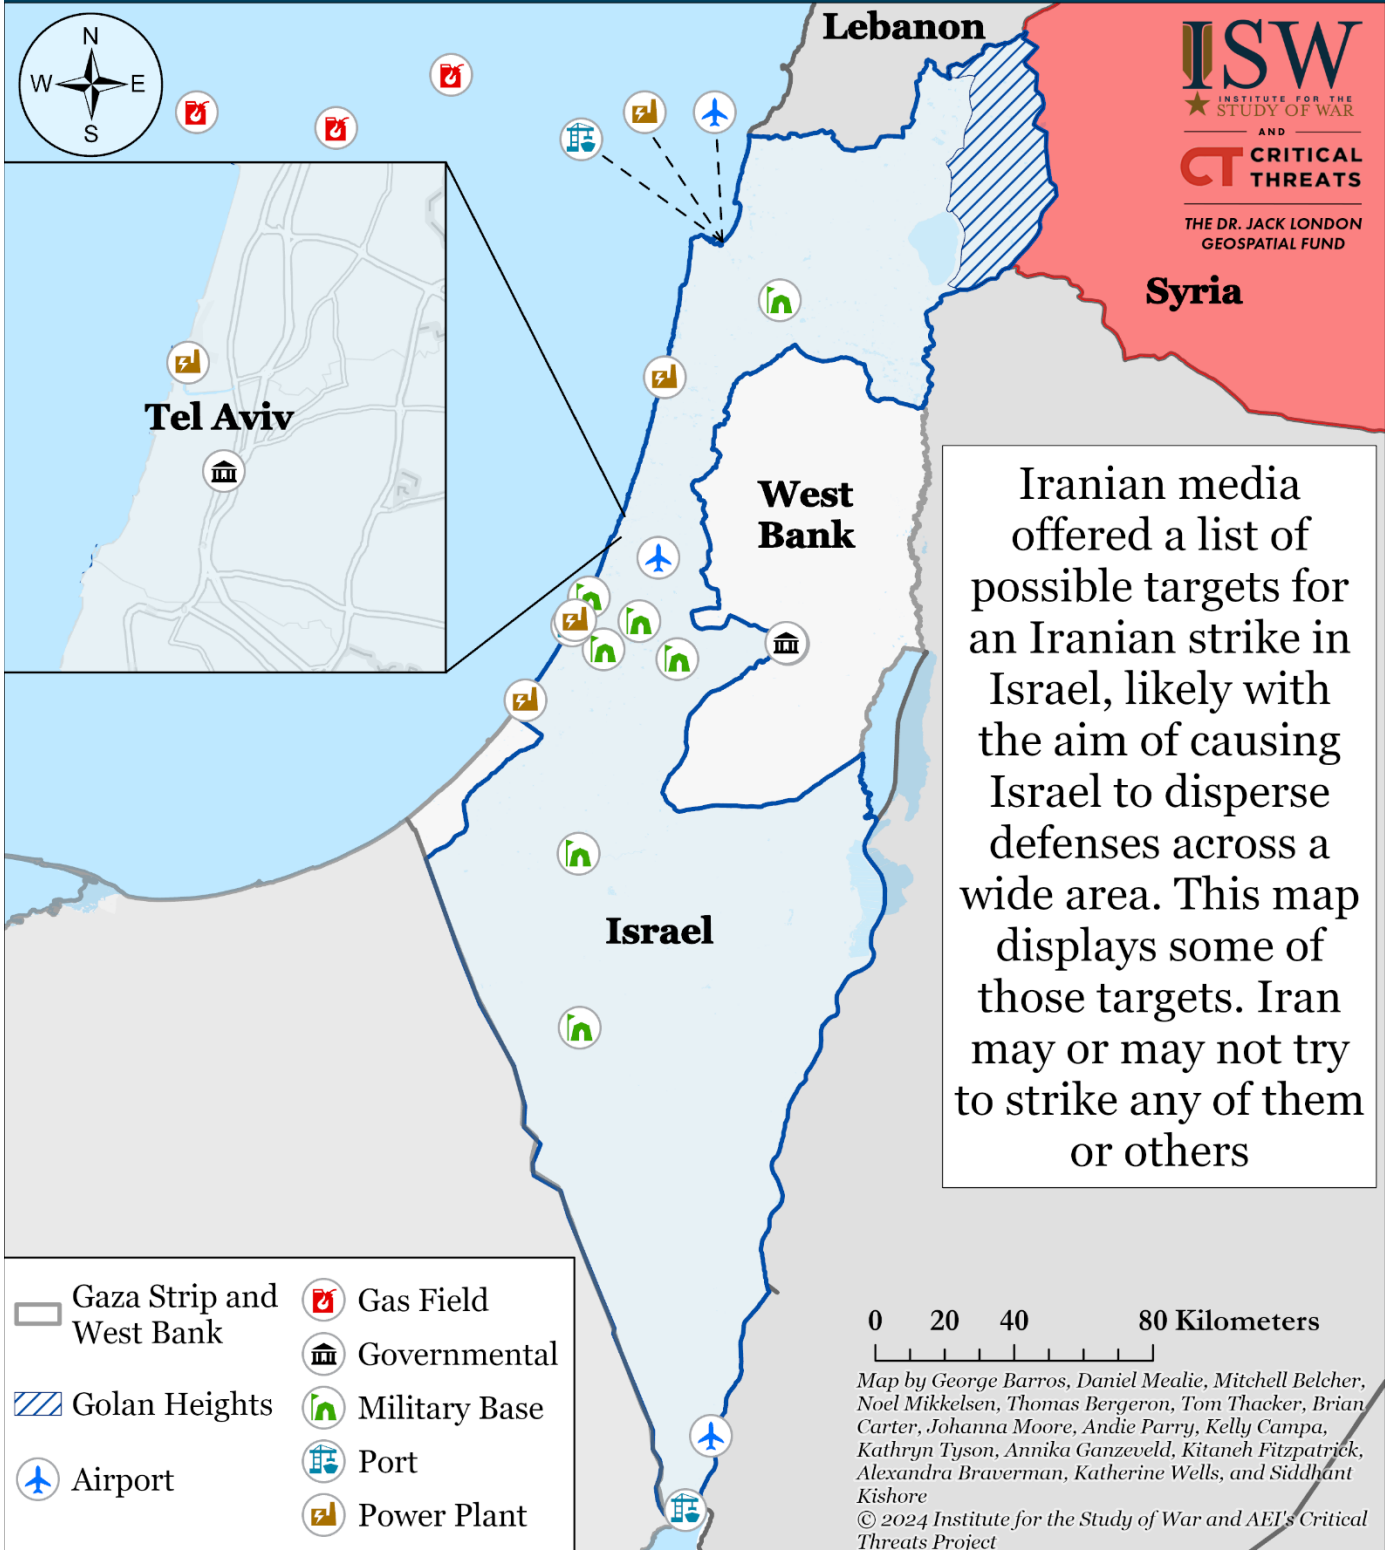 N
W
E
S
Lebanon
ISW
INSTITUTE FOR THE
STUDY OF WAR
AND
CT CRITICAL
THREATS
THE DR. JACK LONDON
GEOSPATIAL FUND
Syria
Tel Aviv
West
Bank
Iranian media
offered a list of
possible targets for
an Iranian strike in
Israel, likely with
the aim of causing
Israel to disperse
defenses across a
wide area. This map
displays some of
those targets. Iran
may or may not try
to strike any of them
or others
Israel
Gaza Strip and
West Bank
Golan Heights
Airport
Gas Field
Governmental
Military Base
Port
Power Plant
0 20 40 80 Kilometers
Map by George Barros, Daniel Mealie, Mitchell Belcher,
Noel Mikkelsen, Thomas Bergeron, Tom Thacker, Brian
Carter, Johanna Moore, Andie Parry, Kelly Campa,
Kathryn Tyson, Annika Ganzeveld, Kitaneh Fitzpatrick,
Alexandra Braverman, Katherine Wells, and Siddhant
Kishore
© 2024 Institute for the Study of War and AEI's Critical
Threats Project